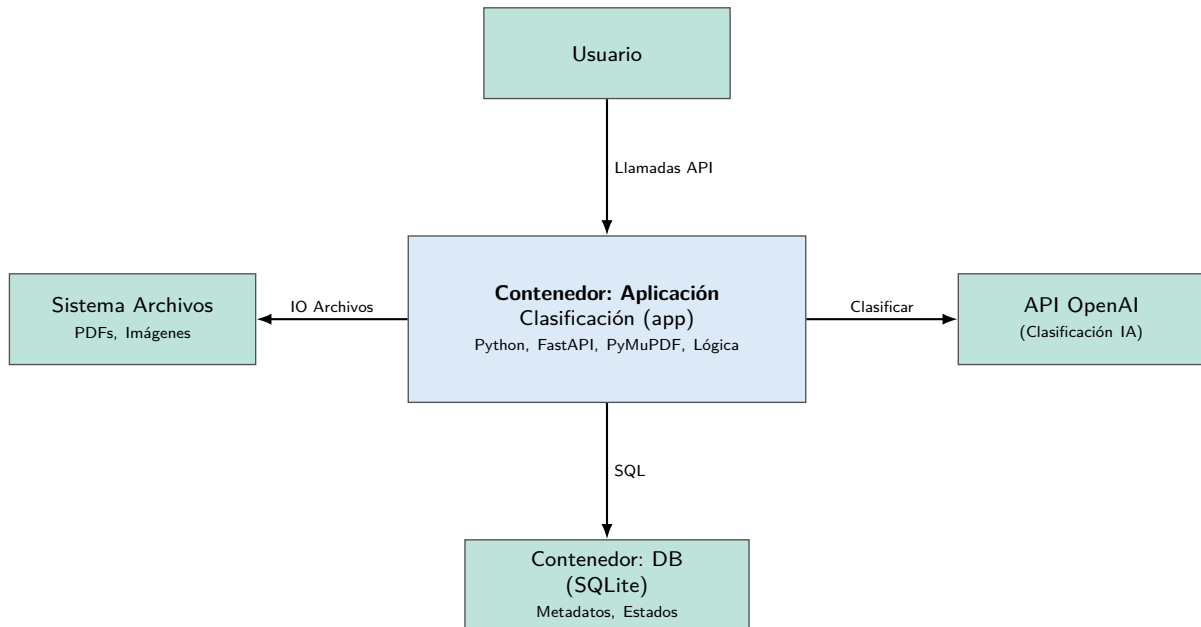 Usuario
Llamadas API
Sistema Archivos
PDFs, Imágenes
IO Archivos
Contenedor: Aplicación
Clasificación (app)
Python, FastAPI, PyMuPDF, Lógica
Clasificar
API OpenAI
(Clasificación IA)
SQL
Contenedor: DB
(SQLite)
Metadatos, Estados